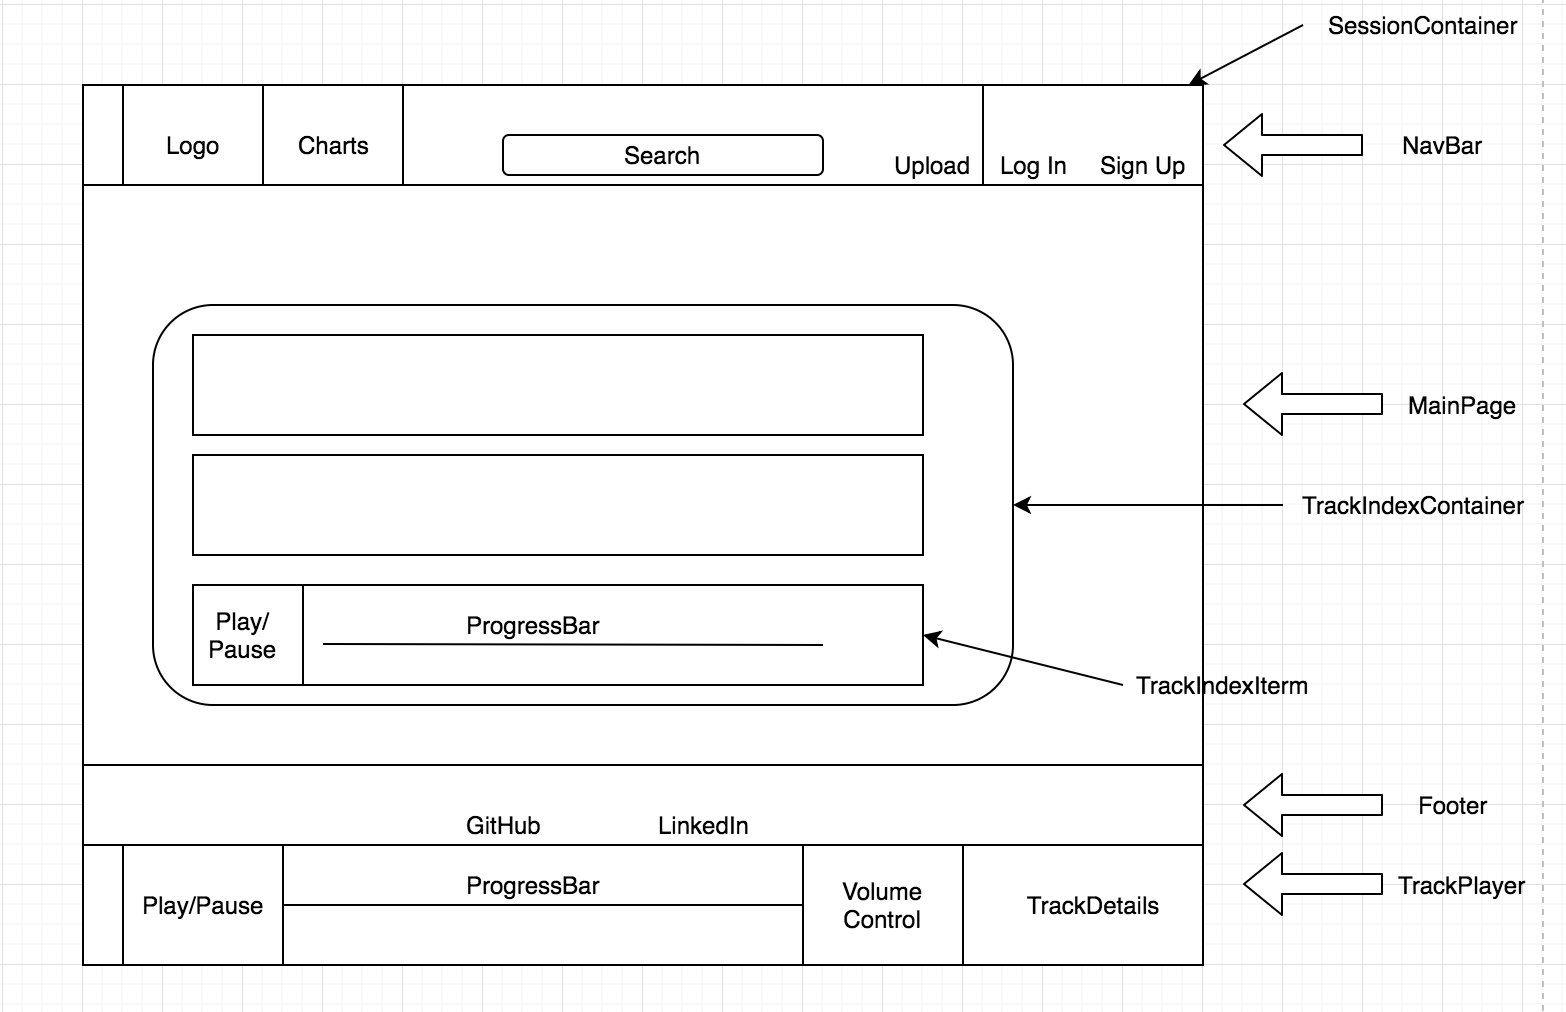 SessionContainer
Logo
Charts
Search
Upload
Log In
Sign Up
NavBar
MainPage
TrackIndexContainer
Play/
Pause
ProgressBar
TrackIndexIterm
GitHub
LinkedIn
Footer
Play/Pause
ProgressBar
Volume
Control
TrackDetails
TrackPlayer